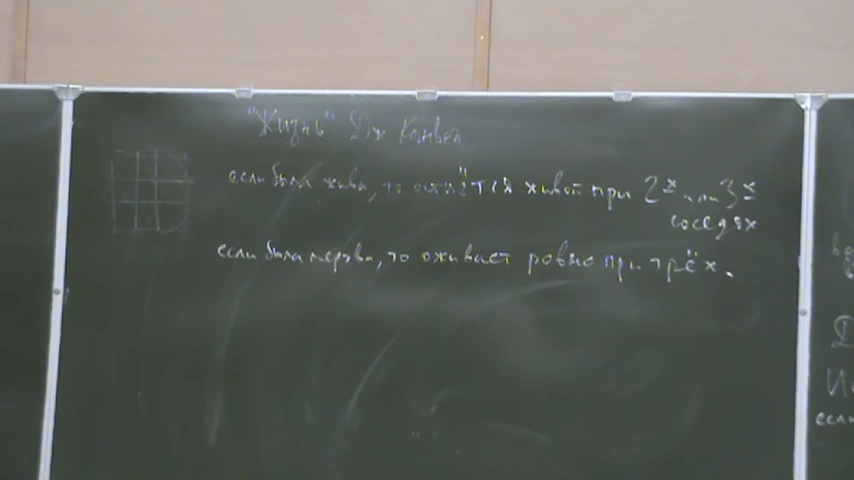 "Жизнь" Дж Конвея
если была жива, то остаётся живой при 2х или 3х
соседях
если была мертва, то оживает ровно при трёх.
если